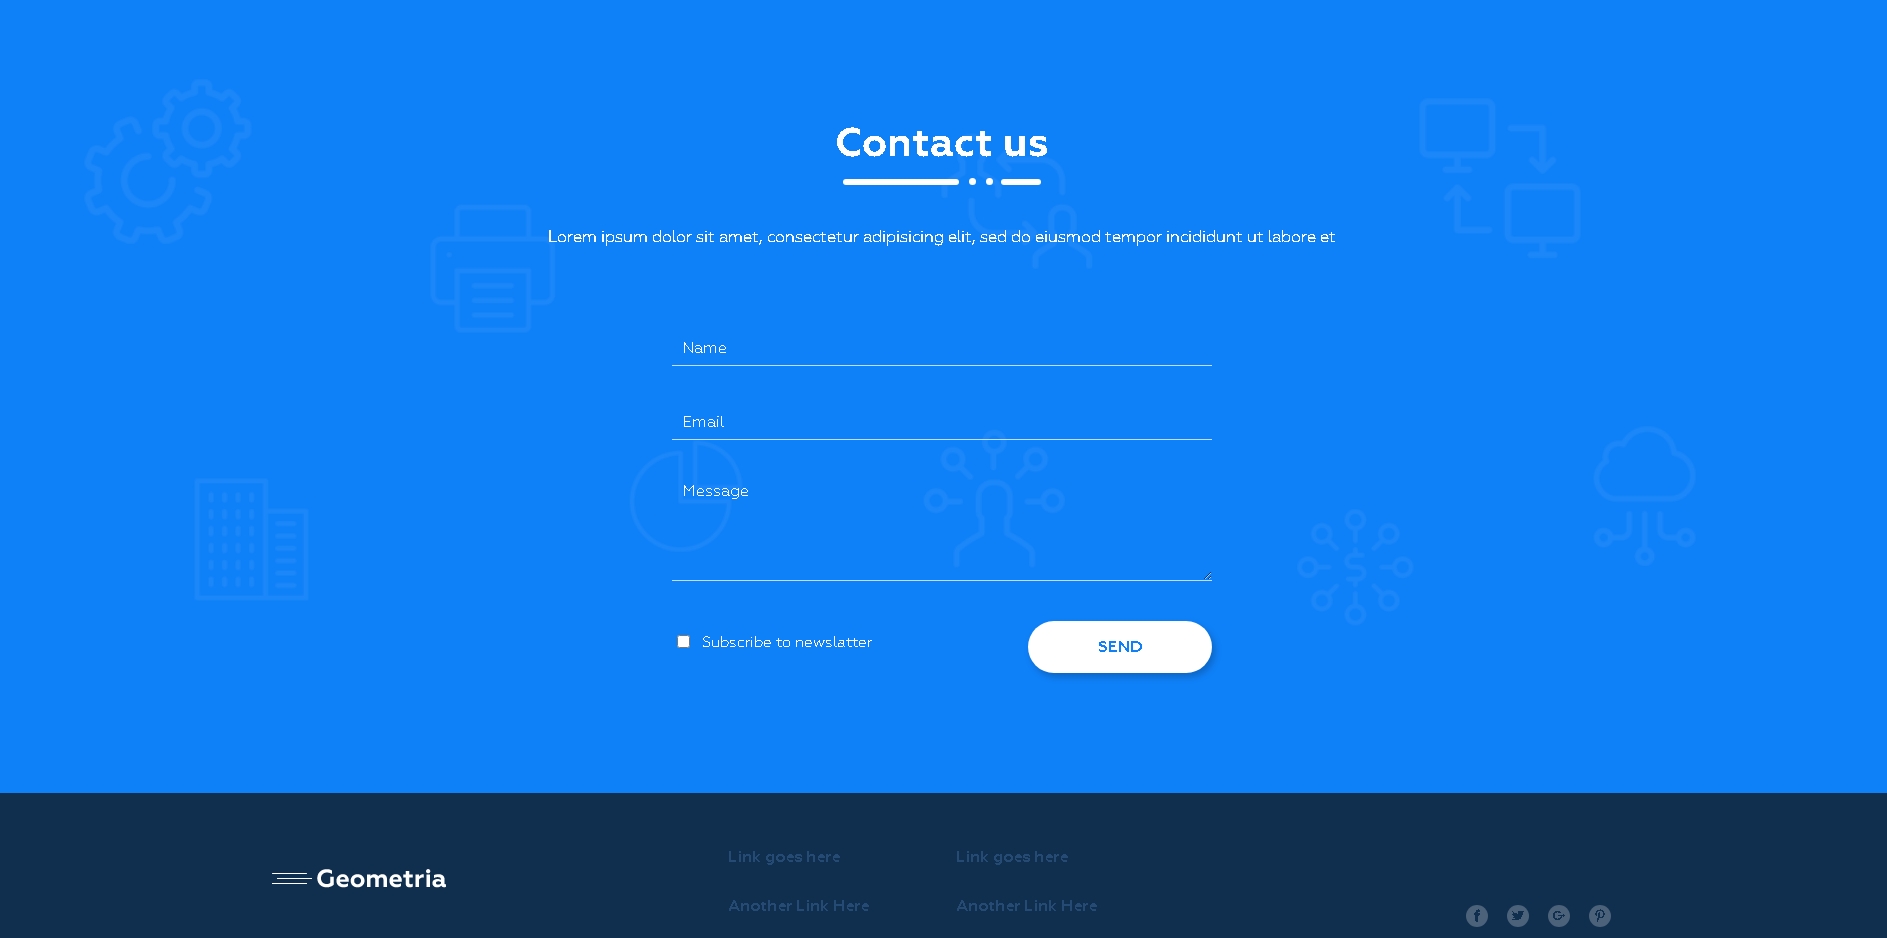 Contact us
Lorem ipsum dolor sit amet, consectetur adipisicing elit, sed do eiusmod tempor incididunt ut labore et
Name
Email
Message
Subscribe to newslatter
SEND
Geometria
Link goes here
Link goes here
Another Link Here
Another Link Here